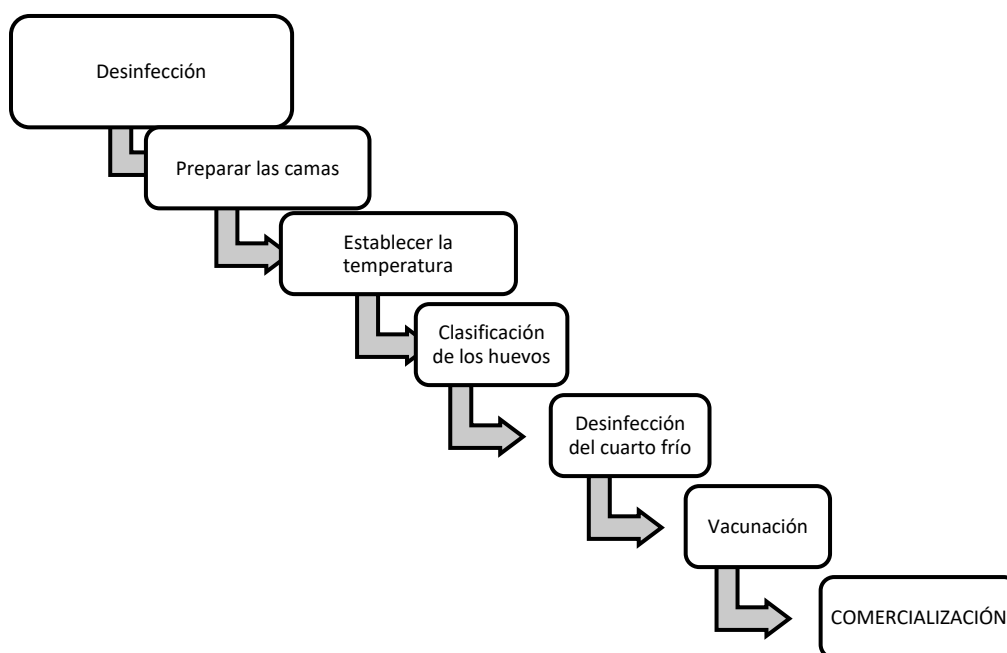 Desinfección
Preparar las camas
Establecer la
temperatura
Clasificación
de los huevos
Desinfección
del cuarto frío
Vacunación
COMERCIALIZACIÓN